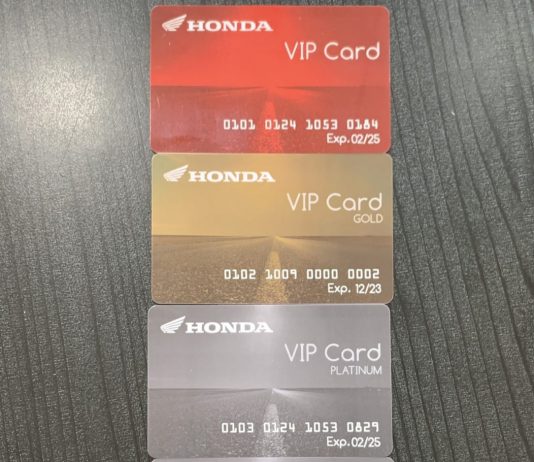 HONDA
VIP Card
0101 0124 1053 0184
Exp. 02/25
HONDA
VIP Card
GOLD
0102 1009 0000 0002
Exp. 12/23
HONDA
VIP Card
PLATINUM
0103 0124 1053 0829
Exp. 02/25